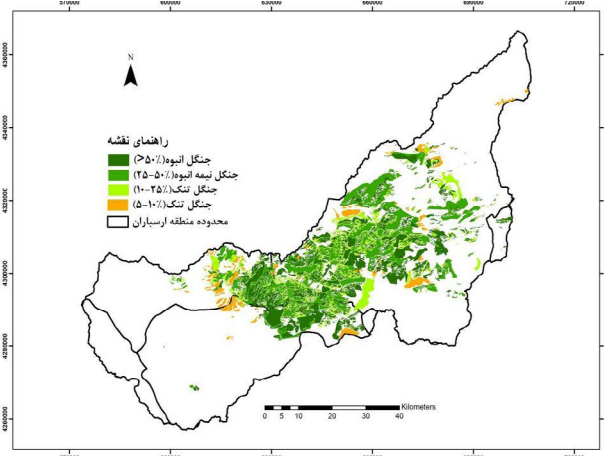 570000 600000 630000 660000 690000 720000
4360000
4340000
4320000
4300000
4280000
4260000
N
راهنمای نقشه
جنگل انبوه(۵۰٪<)
جنگل نیمه انبوه(۵۰٪-۲۵)
جنگل تنک(۲۵٪-۱۰)
جنگل تنک(۱۰٪-۵)
محدوده منطقه ارسباران
Kilometers
0 5 10 20 30 40